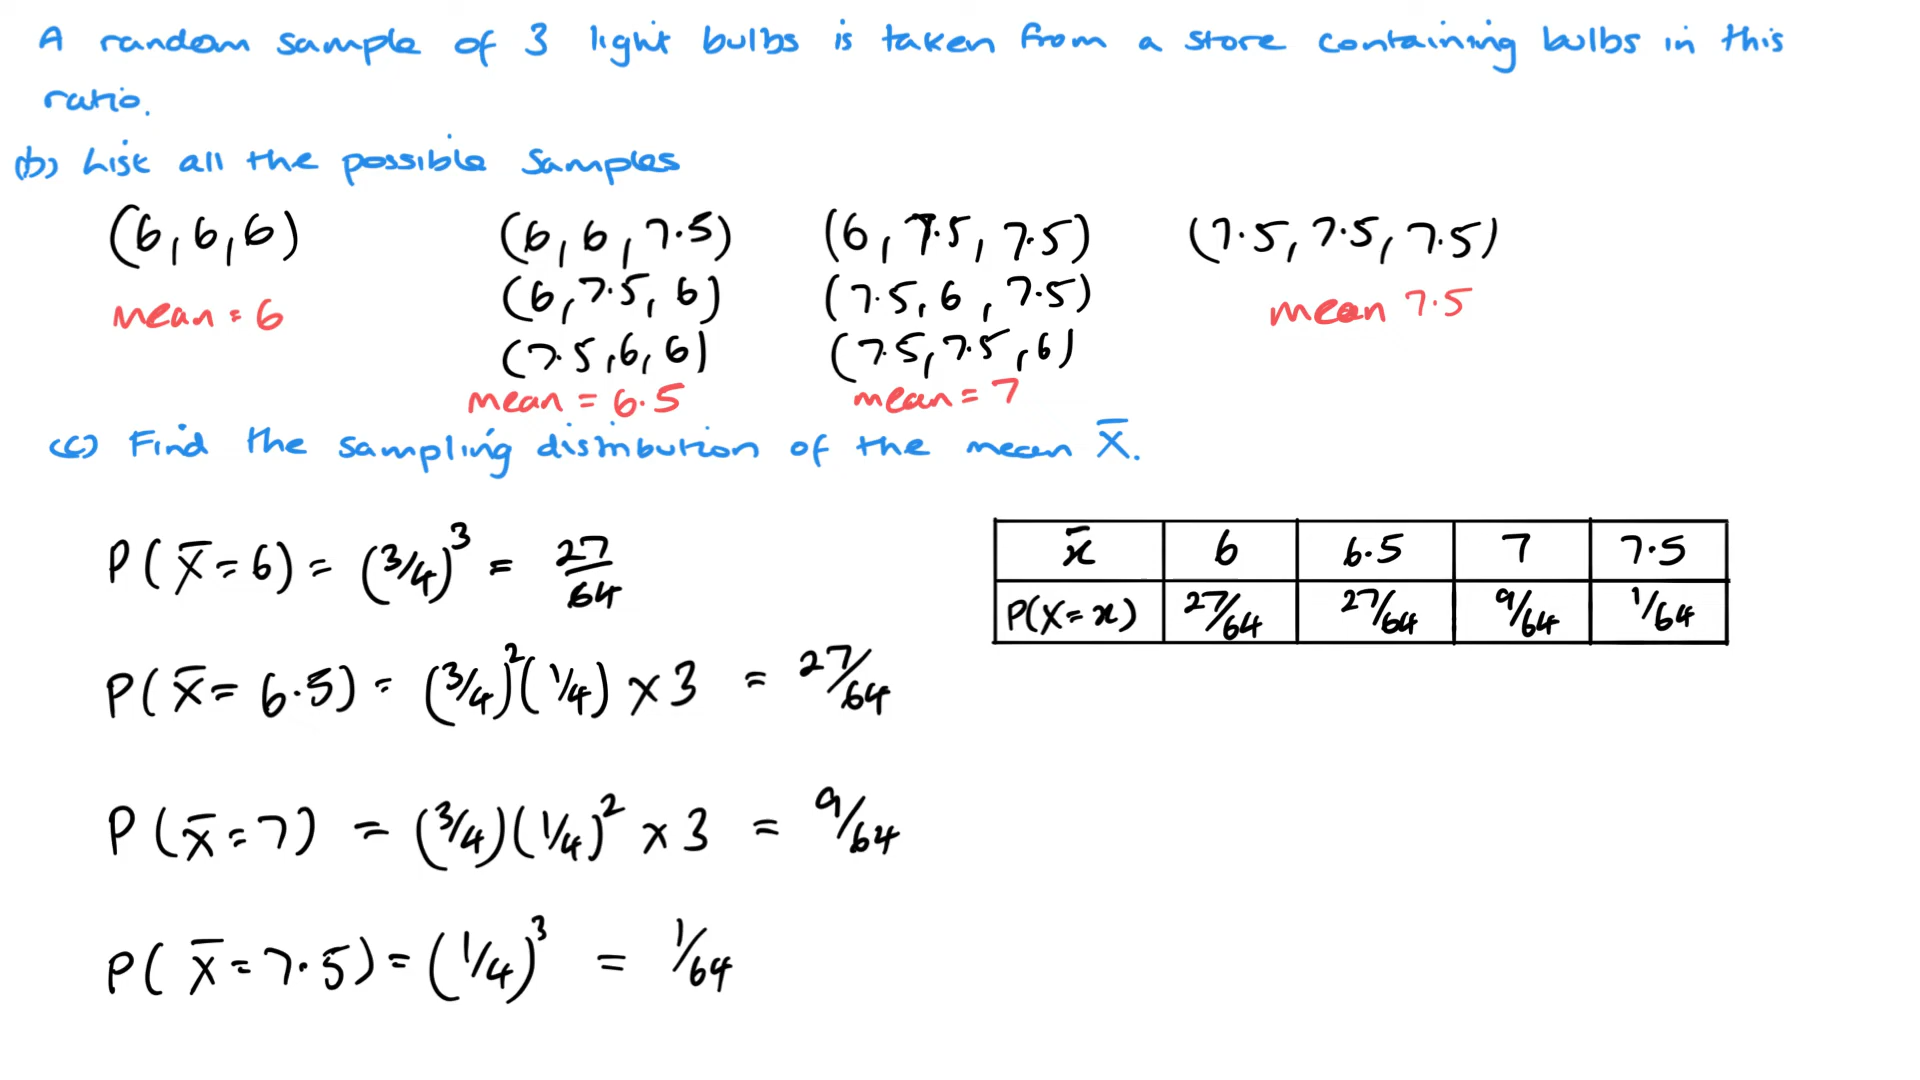 A random sample of 3 light bulbs is taken from a store containing bulbs in this
ratio.
(b) List all the possible samples
(6, 6, 6) (6, 6, 7.5) (6, 7.5, 7.5) (7.5, 7.5, 7.5)
(6, 7.5, 6) (7.5, 6, 7.5)
mean = 6 mean 7.5
(7.5, 6, 6) (7.5, 7.5, 6)
mean = 6.5 mean = 7
(c) Find the sampling distribution of the mean X̄.
P(X̄ = 6) = (3/4)³ = 27/64
x̄ 6 6.5 7 7.5
P(X = x) 27/64 27/64 9/64 1/64
P(X̄ = 6.5) = (3/4)²(1/4) × 3 = 27/64
P(X̄ = 7) = (3/4)(1/4)² × 3 = 9/64
P(X̄ = 7.5) = (1/4)³ = 1/64